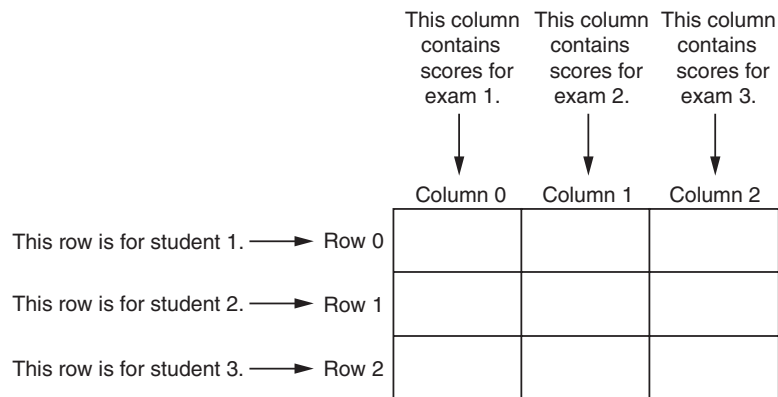 This column
contains
scores for
exam 1.
This column
contains
scores for
exam 2.
This column
contains
scores for
exam 3.
Column 0
Column 1
Column 2
This row is for student 1.
Row 0
This row is for student 2.
Row 1
This row is for student 3.
Row 2